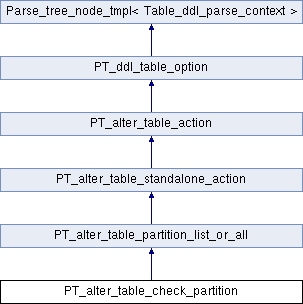 Parse_tree_node_tmpl< Table_ddl_parse_context >
PT_ddl_table_option
PT_alter_table_action
PT_alter_table_standalone_action
PT_alter_table_partition_list_or_all
PT_alter_table_check_partition